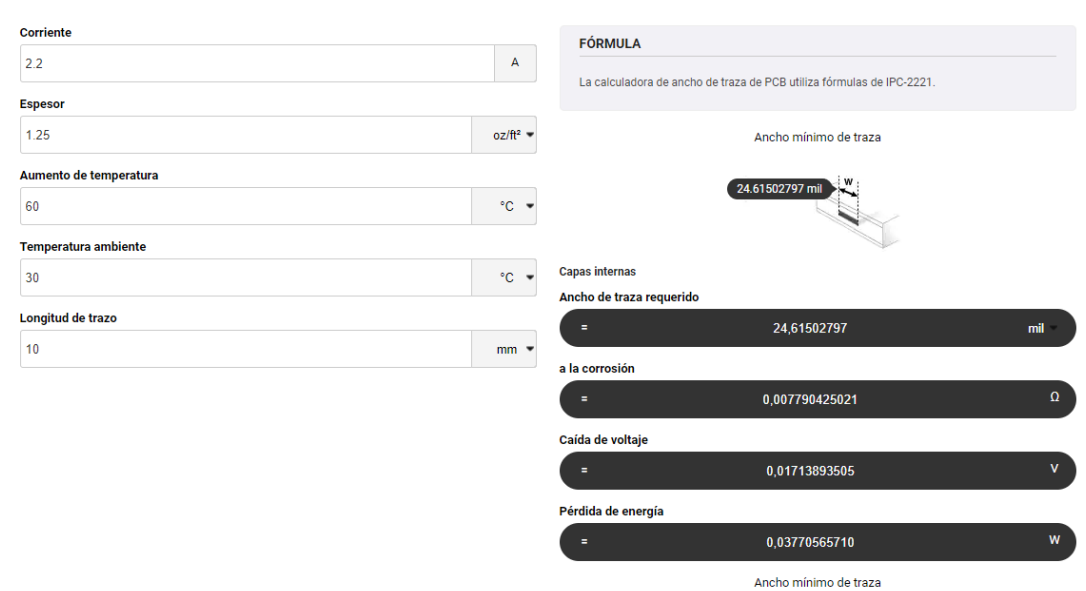 Corriente
2.2 A
Espesor
1.25 oz/ft²
Aumento de temperatura
60 °C
Temperatura ambiente
30 °C
Longitud de trazo
10 mm
FÓRMULA
La calculadora de ancho de traza de PCB utiliza fórmulas de IPC-2221.
Ancho mínimo de traza
24.61502797 mil W
Capas internas
Ancho de traza requerido
= 24,61502797 mil
a la corrosión
= 0,007790425021 Ω
Caída de voltaje
= 0,01713893505 V
Pérdida de energía
= 0,03770565710 W
Ancho mínimo de traza